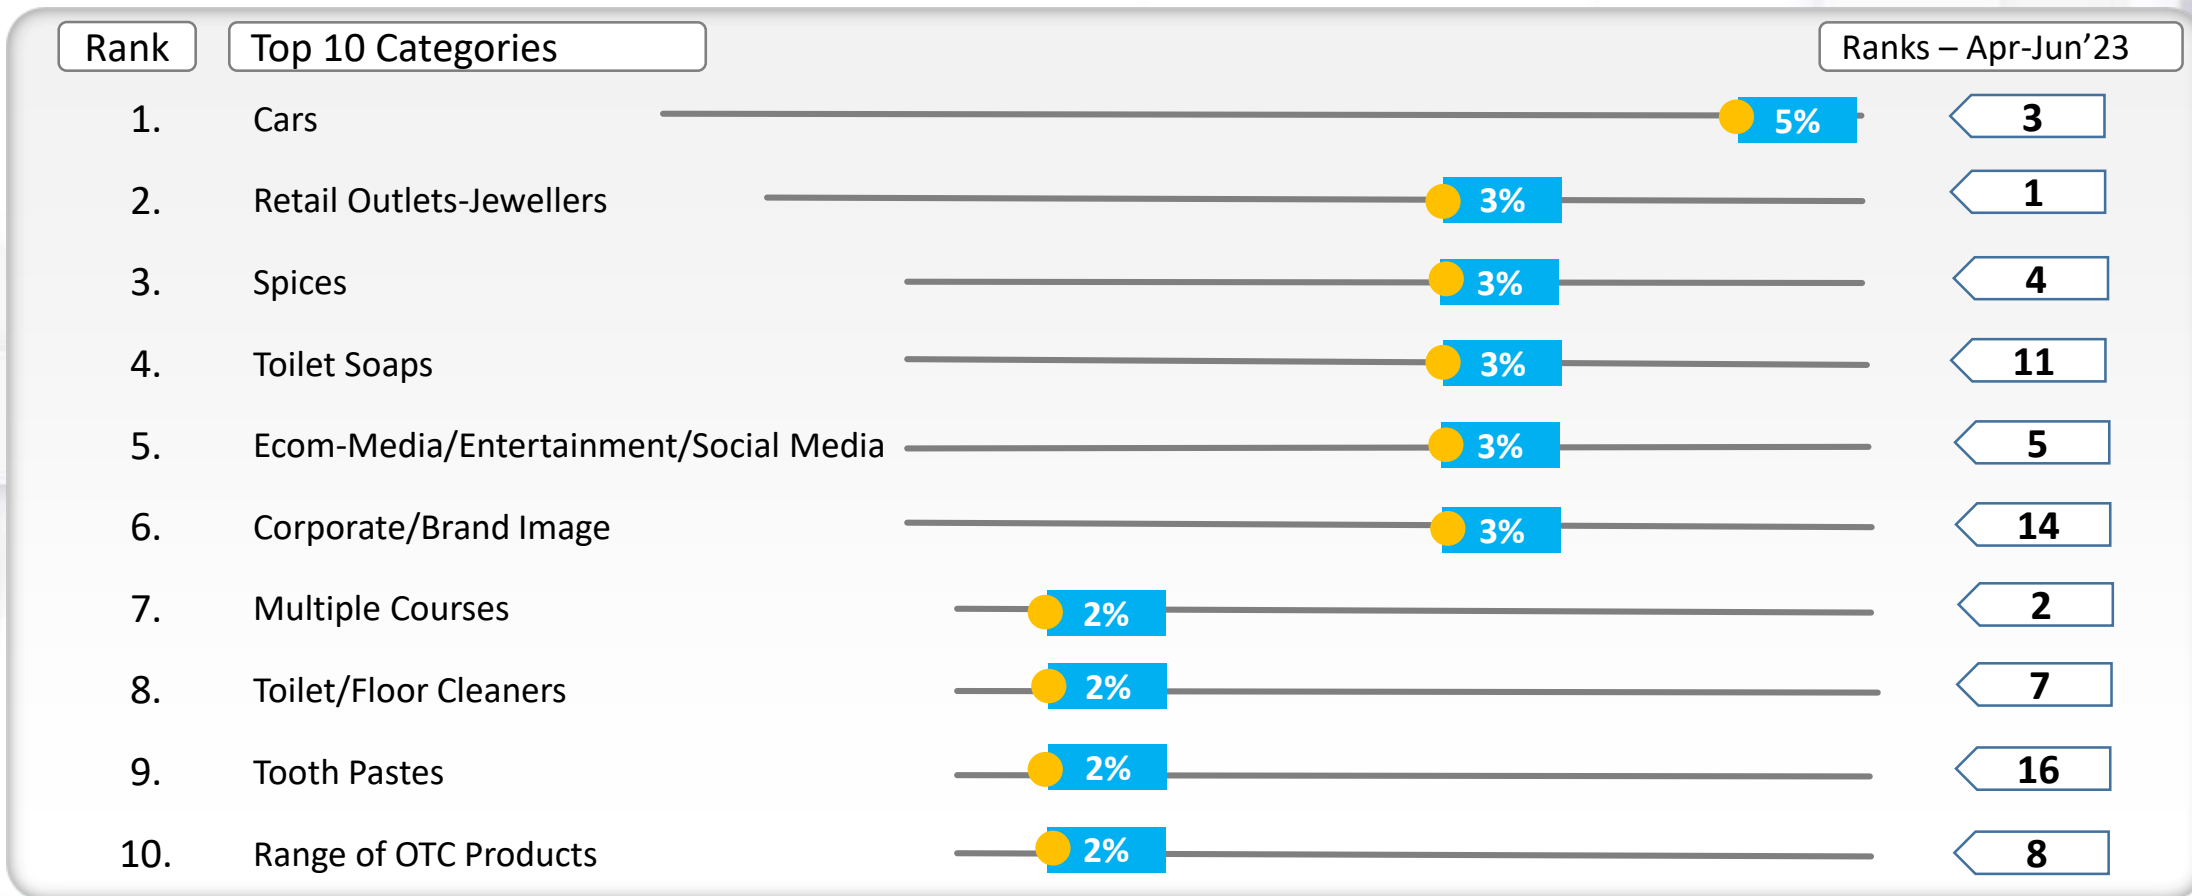 Rank Top 10 Categories Ranks – Apr-Jun’23
1. Cars 5% 3
2. Retail Outlets-Jewellers 3% 1
3. Spices 3% 4
4. Toilet Soaps 3% 11
5. Ecom-Media/Entertainment/Social Media 3% 5
6. Corporate/Brand Image 3% 14
7. Multiple Courses 2% 2
8. Toilet/Floor Cleaners 2% 7
9. Tooth Pastes 2% 16
10. Range of OTC Products 2% 8